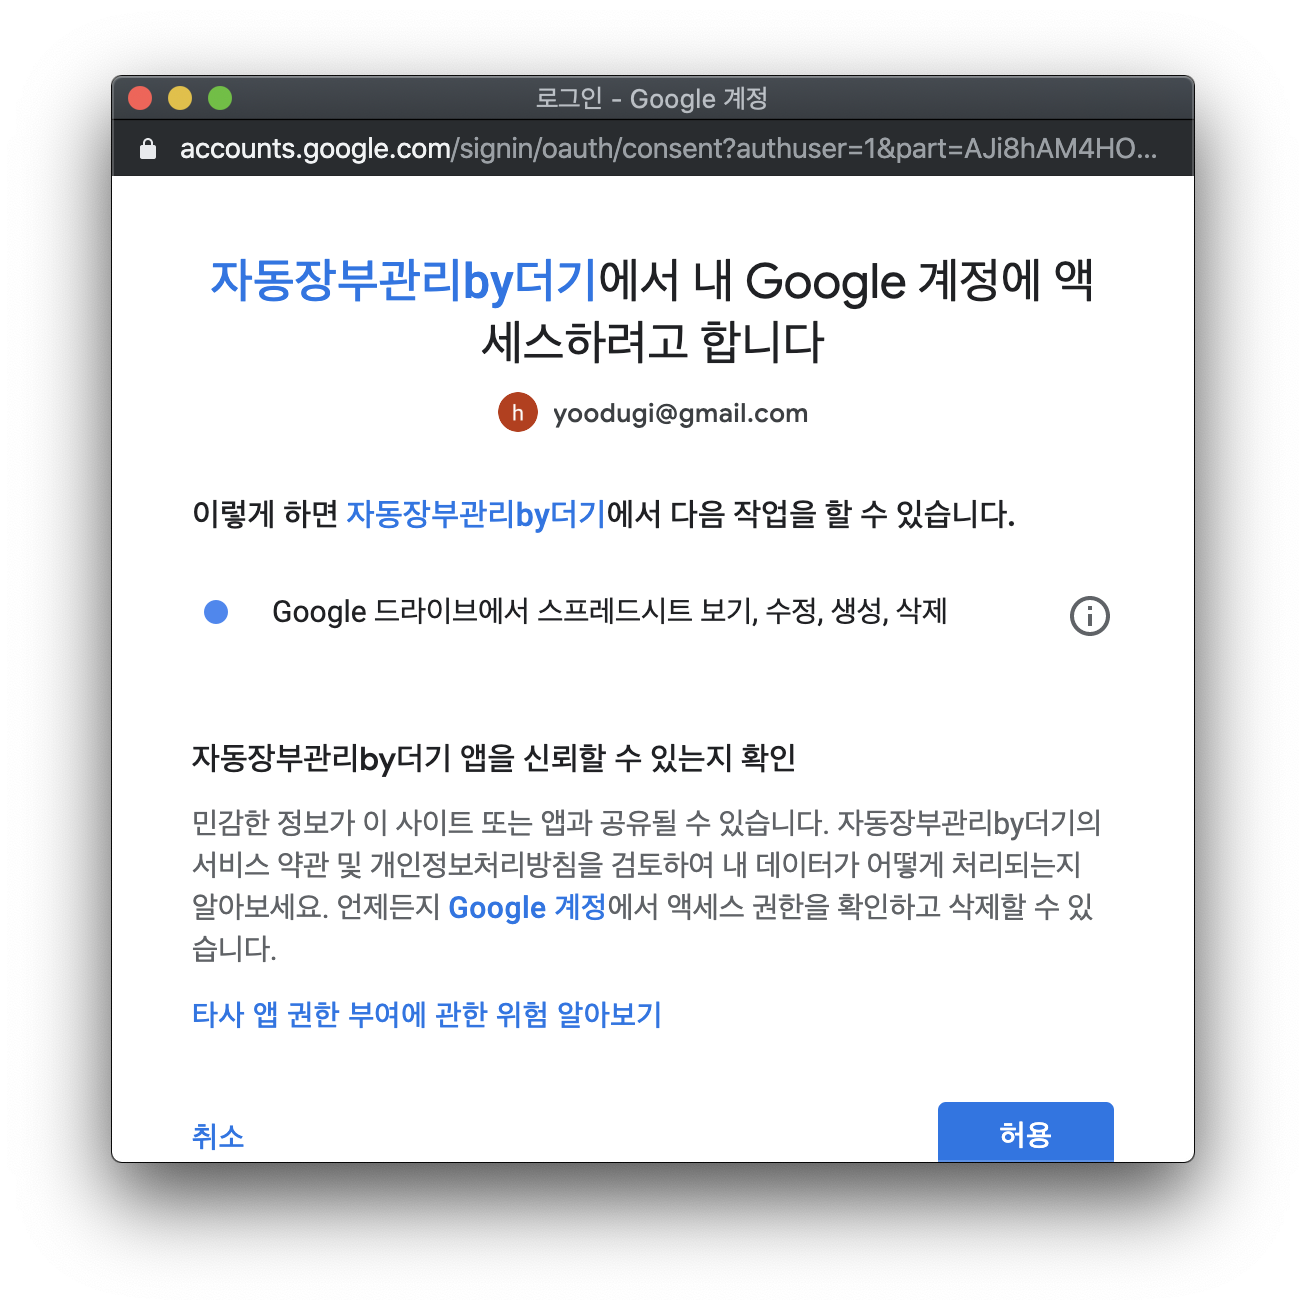 로그인 - Google 계정
accounts.google.com/signin/oauth/consent?authuser=1&part=AJi8hAM4HO...
자동장부관리by더기에서 내 Google 계정에 액
세스하려고 합니다
h yoodugi@gmail.com
이렇게 하면 자동장부관리by더기에서 다음 작업을 할 수 있습니다.
Google 드라이브에서 스프레드시트 보기, 수정, 생성, 삭제
자동장부관리by더기 앱을 신뢰할 수 있는지 확인
민감한 정보가 이 사이트 또는 앱과 공유될 수 있습니다. 자동장부관리by더기의
서비스 약관 및 개인정보처리방침을 검토하여 내 데이터가 어떻게 처리되는지
알아보세요. 언제든지 Google 계정에서 액세스 권한을 확인하고 삭제할 수 있
습니다.
타사 앱 권한 부여에 관한 위험 알아보기
취소 허용